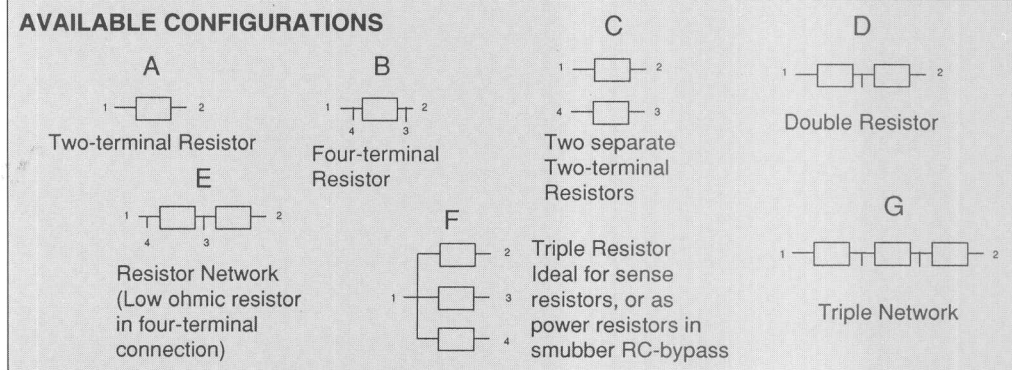 AVAILABLE CONFIGURATIONS
A
1 2
Two-terminal Resistor
B
1 2
4 3
Four-terminal
Resistor
C
1 2
4 3
Two separate
Two-terminal
Resistors
D
1 2
Double Resistor
E
1 2
4 3
Resistor Network
(Low ohmic resistor
in four-terminal
connection)
F
1
2
3
4
Triple Resistor
Ideal for sense
resistors, or as
power resistors in
smubber RC-bypass
G
1 2
Triple Network